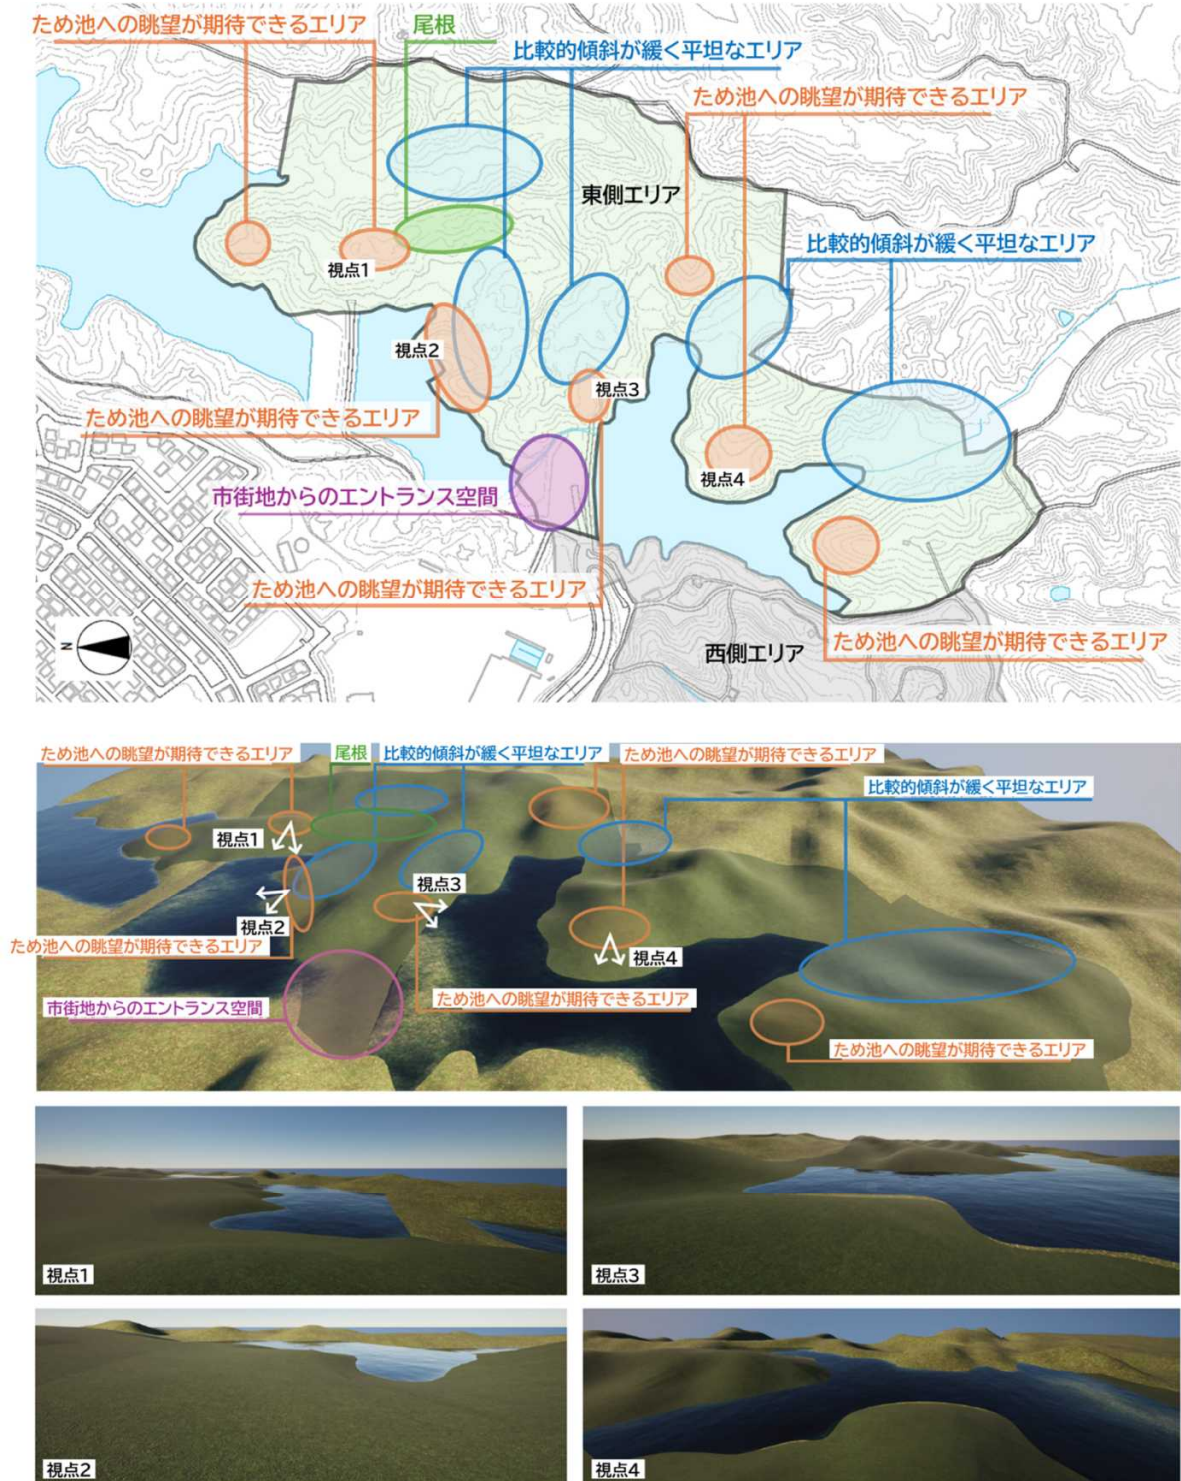 ため池への眺望が期待できるエリア
尾根
比較的傾斜が緩く平坦なエリア
ため池への眺望が期待できるエリア
東側エリア
比較的傾斜が緩く平坦なエリア
視点1
視点2
視点3
ため池への眺望が期待できるエリア
視点4
市街地からのエントランス空間
ため池への眺望が期待できるエリア
N
西側エリア
ため池への眺望が期待できるエリア
ため池への眺望が期待できるエリア
尾根
比較的傾斜が緩く平坦なエリア
ため池への眺望が期待できるエリア
比較的傾斜が緩く平坦なエリア
視点1
視点3
視点2
ため池への眺望が期待できるエリア
視点4
市街地からのエントランス空間
ため池への眺望が期待できるエリア
ため池への眺望が期待できるエリア
視点1
視点3
視点2
視点4